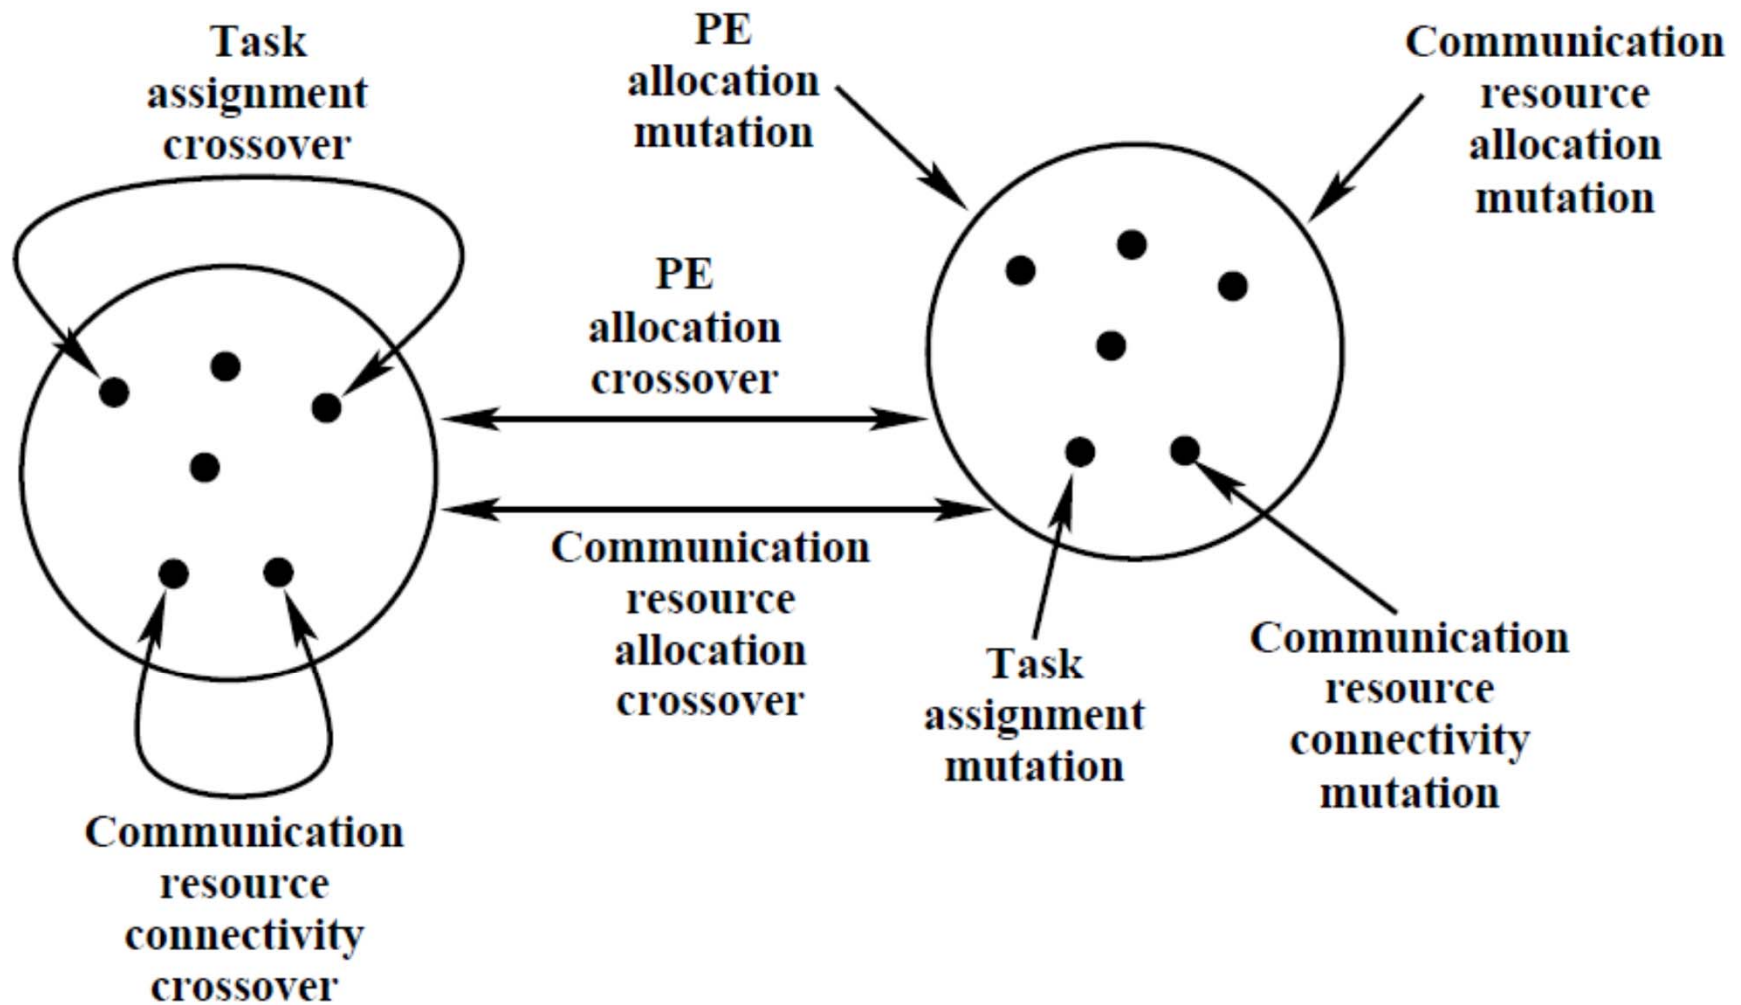 Task
assignment
crossover
PE
allocation
mutation
Communication
resource
allocation
mutation
PE
allocation
crossover
Communication
resource
allocation
crossover
Task
assignment
mutation
Communication
resource
connectivity
mutation
Communication
resource
connectivity
crossover